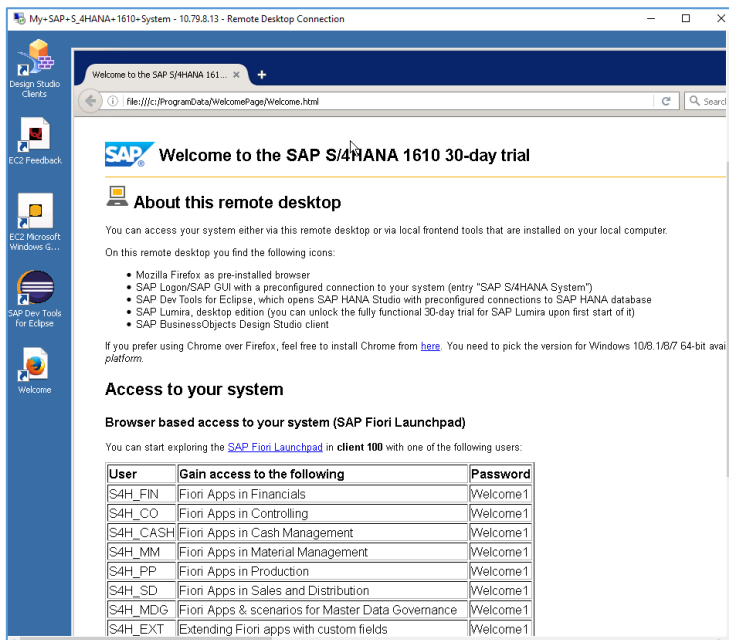 My+SAP+S_4HANA+1610+System - 10.79.8.13 - Remote Desktop Connection
Design Studio
Clients
EC2 Feedback
EC2 Microsoft
Windows G...
SAP Dev Tools
for Eclipse
Welcome
Welcome to the SAP S/4HANA 161...
file:///c:/ProgramData/WelcomePage/Welcome.html
Search
SAP Welcome to the SAP S/4HANA 1610 30-day trial
About this remote desktop
You can access your system either via this remote desktop or via local frontend tools that are installed on your local computer.
On this remote desktop you find the following icons:
• Mozilla Firefox as pre-installed browser
• SAP Logon/SAP GUI with a preconfigured connection to your system (entry "SAP S/4HANA System")
• SAP Dev Tools for Eclipse, which opens SAP HANA Studio with preconfigured connections to SAP HANA database
• SAP Lumira, desktop edition (you can unlock the fully functional 30-day trial for SAP Lumira upon first start of it)
• SAP BusinessObjects Design Studio client
If you prefer using Chrome over Firefox, feel free to install Chrome from here. You need to pick the version for Windows 10/8.1/8/7 64-bit avai
platform.
Access to your system
Browser based access to your system (SAP Fiori Launchpad)
You can start exploring the SAP Fiori Launchpad in client 100 with one of the following users:
User Gain access to the following Password
S4H_FIN Fiori Apps in Financials Welcome1
S4H_CO Fiori Apps in Controlling Welcome1
S4H_CASH Fiori Apps in Cash Management Welcome1
S4H_MM Fiori Apps in Material Management Welcome1
S4H_PP Fiori Apps in Production Welcome1
S4H_SD Fiori Apps in Sales and Distribution Welcome1
S4H_MDG Fiori Apps & scenarios for Master Data Governance Welcome1
S4H_EXT Extending Fiori apps with custom fields Welcome1